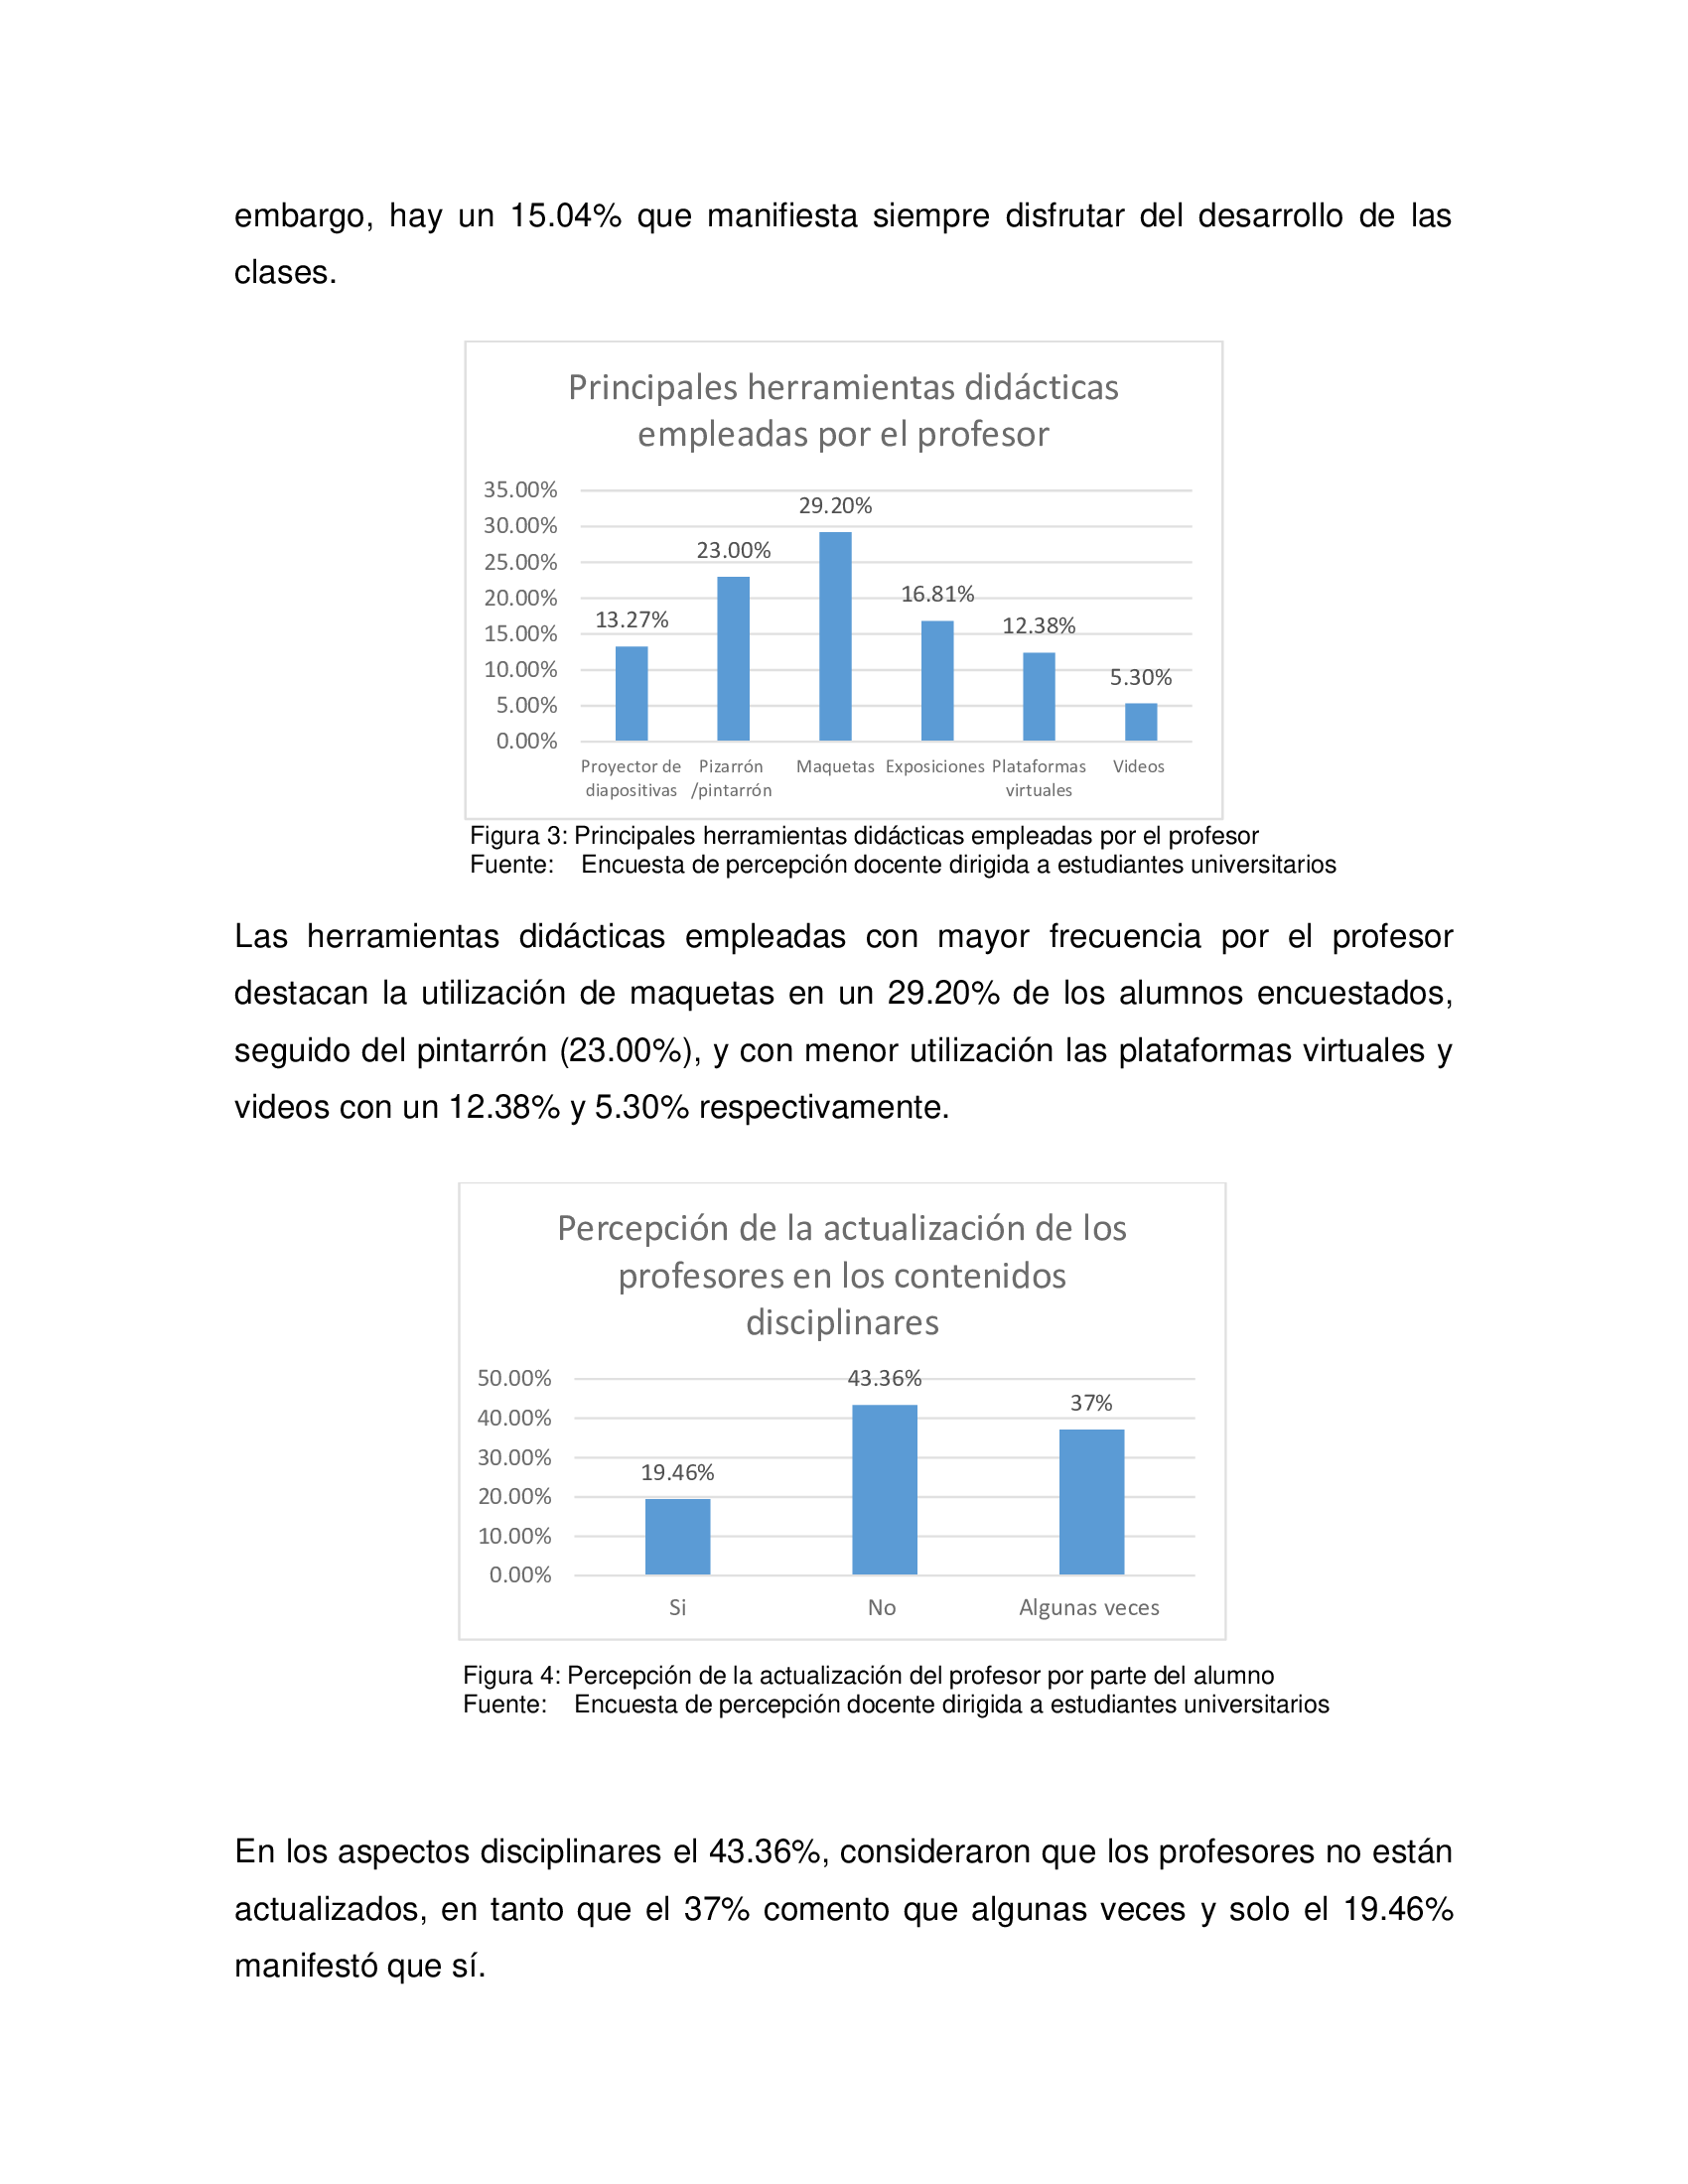 embargo, hay un 15.04% que manifiesta siempre disfrutar del desarrollo de las
clases.
Principales herramientas didácticas
empleadas por el profesor
35.00%
30.00%
25.00%
20.00%
15.00%
10.00%
5.00%
0.00%
13.27%
23.00%
29.20%
16.81%
12.38%
5.30%
Proyector de diapositivas
Pizarrón /pintarrón
Maquetas
Exposiciones
Plataformas virtuales
Videos
Figura 3: Principales herramientas didácticas empleadas por el profesor
Fuente: Encuesta de percepción docente dirigida a estudiantes universitarios
Las herramientas didácticas empleadas con mayor frecuencia por el profesor
destacan la utilización de maquetas en un 29.20% de los alumnos encuestados,
seguido del pintarrón (23.00%), y con menor utilización las plataformas virtuales y
videos con un 12.38% y 5.30% respectivamente.
Percepción de la actualización de los
profesores en los contenidos
disciplinares
50.00%
40.00%
30.00%
20.00%
10.00%
0.00%
19.46%
43.36%
37%
Si
No
Algunas veces
Figura 4: Percepción de la actualización del profesor por parte del alumno
Fuente: Encuesta de percepción docente dirigida a estudiantes universitarios
En los aspectos disciplinares el 43.36%, consideraron que los profesores no están
actualizados, en tanto que el 37% comento que algunas veces y solo el 19.46%
manifestó que sí.